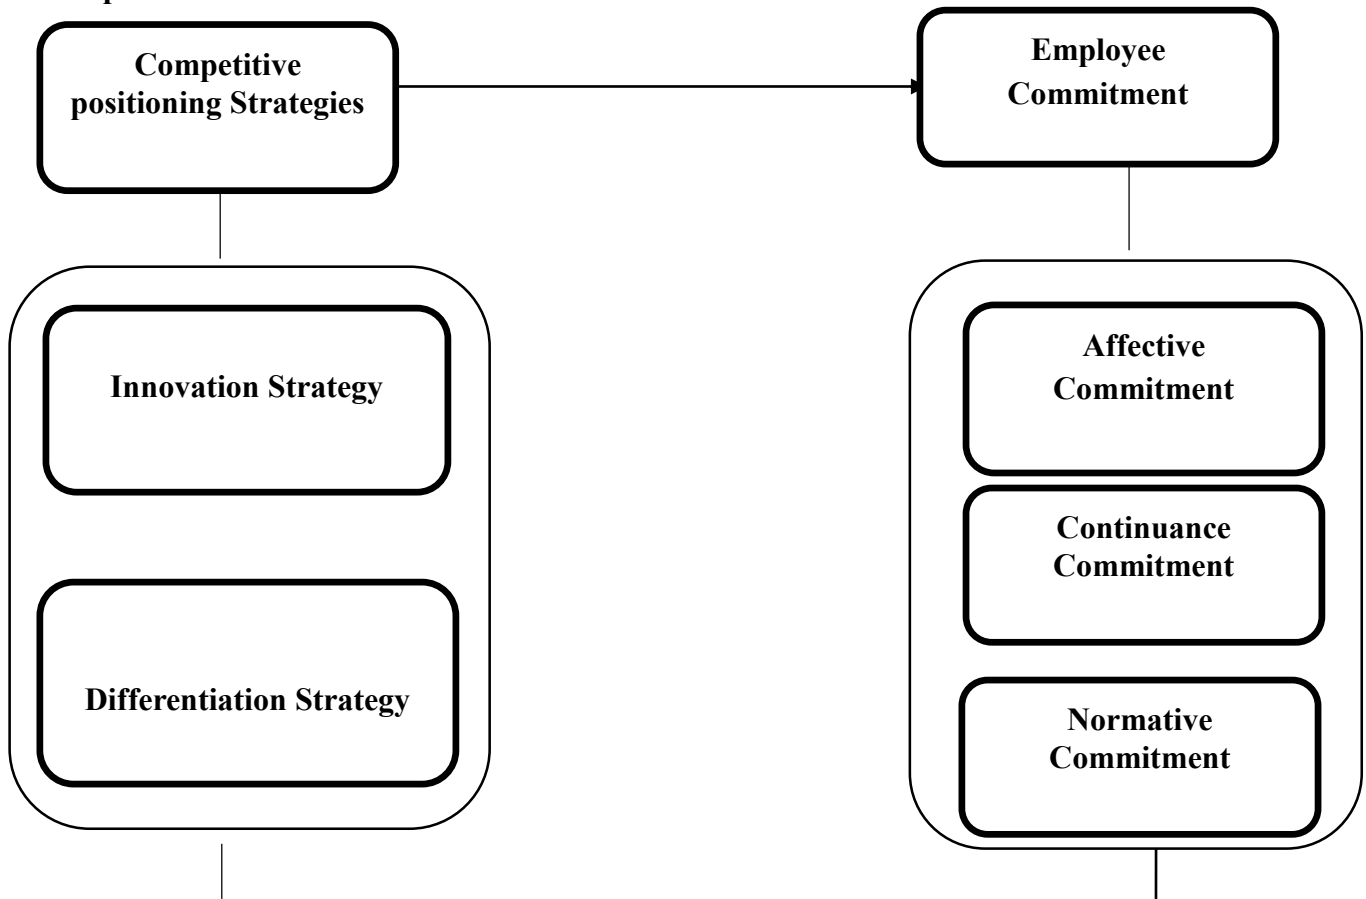 Competitive
positioning Strategies
Employee
Commitment
Innovation Strategy
Differentiation Strategy
Affective
Commitment
Continuance
Commitment
Normative
Commitment